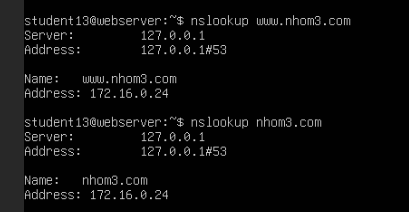 student13@webserver:~$ nslookup www.nhom3.com
Server:         127.0.0.1
Address:        127.0.0.1#53

Name:   www.nhom3.com
Address: 172.16.0.24

student13@webserver:~$ nslookup nhom3.com
Server:         127.0.0.1
Address:        127.0.0.1#53

Name:   nhom3.com
Address: 172.16.0.24